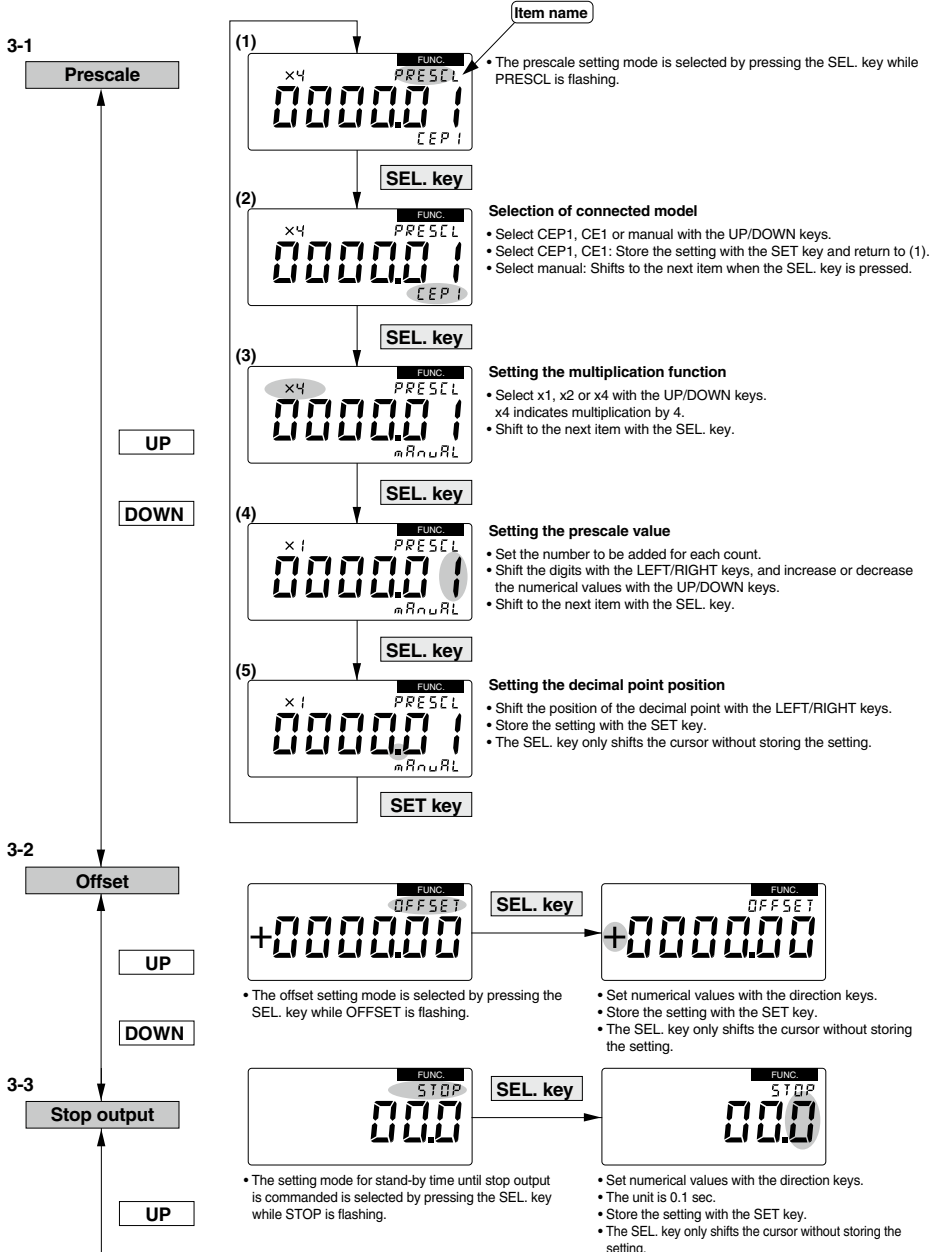 Item name
3-1
Prescale
(1)
FUNC.
×4 PRESCL
0000.01
CEP1
• The prescale setting mode is selected by pressing the SEL. key while
PRESCL is flashing.
SEL. key
(2)
FUNC.
×4 PRESCL
0000.01
CEP1
Selection of connected model
• Select CEP1, CE1 or manual with the UP/DOWN keys.
• Select CEP1, CE1: Store the setting with the SET key and return to (1).
• Select manual: Shifts to the next item when the SEL. key is pressed.
SEL. key
(3)
FUNC.
×4 PRESCL
0000.01
mAnuAL
Setting the multiplication function
• Select x1, x2 or x4 with the UP/DOWN keys.
x4 indicates multiplication by 4.
• Shift to the next item with the SEL. key.
UP
SEL. key
DOWN
(4)
FUNC.
×1 PRESCL
0000.01
mAnuAL
Setting the prescale value
• Set the number to be added for each count.
• Shift the digits with the LEFT/RIGHT keys, and increase or decrease
the numerical values with the UP/DOWN keys.
• Shift to the next item with the SEL. key.
SEL. key
(5)
FUNC.
×1 PRESCL
0000.01
mAnuAL
Setting the decimal point position
• Shift the position of the decimal point with the LEFT/RIGHT keys.
• Store the setting with the SET key.
• The SEL. key only shifts the cursor without storing the setting.
SET key
3-2
Offset
FUNC.
OFFSET
+0000.00
SEL. key
FUNC.
OFFSET
+0000.00
UP
DOWN
• The offset setting mode is selected by pressing the
SEL. key while OFFSET is flashing.
• Set numerical values with the direction keys.
• Store the setting with the SET key.
• The SEL. key only shifts the cursor without storing
the setting.
3-3
Stop output
FUNC.
STOP
00.0
SEL. key
FUNC.
STOP
00.0
UP
• The setting mode for stand-by time until stop output
is commanded is selected by pressing the SEL. key
while STOP is flashing.
• Set numerical values with the direction keys.
• The unit is 0.1 sec.
• Store the setting with the SET key.
• The SEL. key only shifts the cursor without storing the
setting.